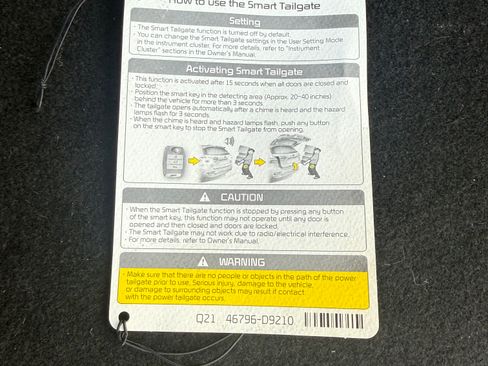 How to Use the Smart Tailgate
Setting
· The Smart Tailgate function is turned off by default.
· You can change the Smart Tailgate settings in the User Setting Mode
in the instrument cluster. For more details, refer to "Instrument
Cluster" sections in the Owner's Manual.
Activating Smart Tailgate
· This function is activated after 15 seconds when all doors are closed and
locked.
· Position the smart key in the detecting area (Approx. 20~40 inches)
behind the vehicle for more than 3 seconds.
· The tailgate opens automatically after a chime is heard and the hazard
lamps flash for 3 seconds.
· When the chime is heard and hazard lamps flash, push any button
on the smart key to stop the Smart Tailgate from opening.
CAUTION
· When the Smart Tailgate function is stopped by pressing any button
of the smart key, this function may not operate until any door is
opened and then closed and doors are locked.
· The Smart Tailgate may not work due to radio/electrical interference.
· For more details, refer to Owner's Manual.
WARNING
· Make sure that there are no people or objects in the path of the power
tailgate prior to use. Serious injury, damage to the vehicle,
or damage to surrounding objects may result if contact
with the power tailgate occurs.
Q21 46796-D9210